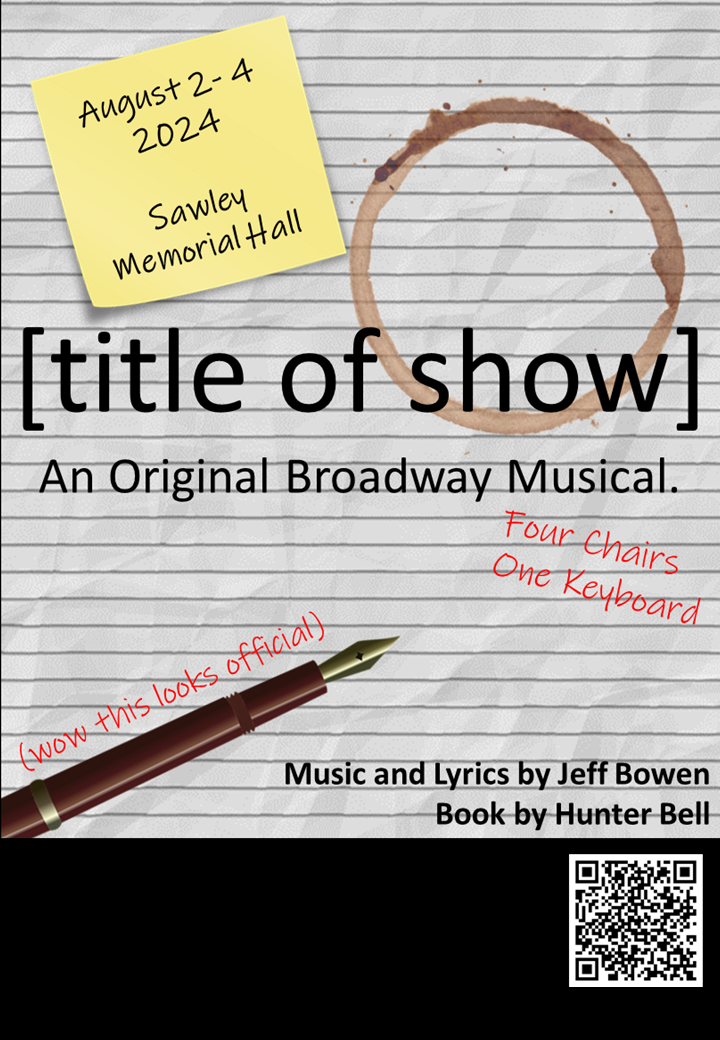 August 2-4
2024
Sawley
Memorial Hall
[title of show]
An Original Broadway Musical.
Four Chairs
One Keyboard
(wow this looks official)
Music and Lyrics by Jeff Bowen
Book by Hunter Bell